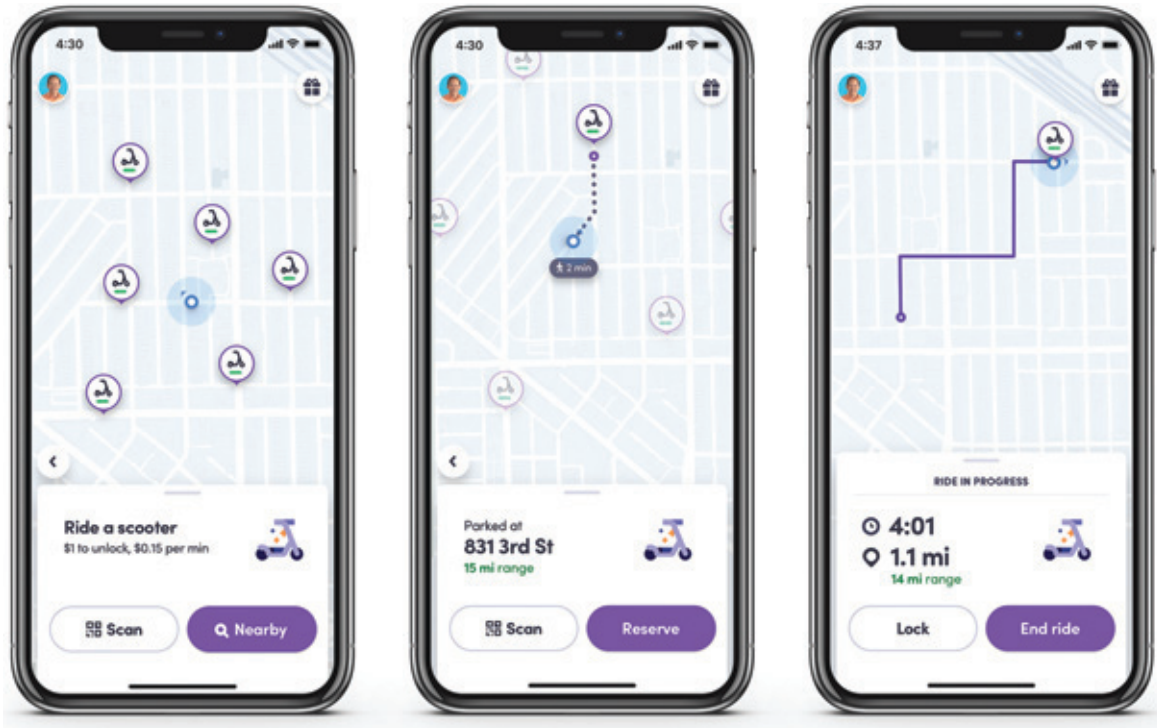 4:30
Ride a scooter
$1 to unlock, $0.15 per min
Scan
Nearby
4:30
2 min
Parked at
831 3rd St
15 mi range
Scan
Reserve
4:37
RIDE IN PROGRESS
4:01
1.1 mi
14 mi range
Lock
End ride